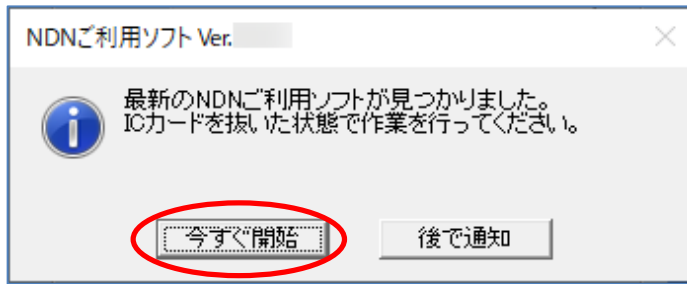 NDNご利用ソフト Ver.
最新のNDNご利用ソフトが見つかりました。
ICカードを抜いた状態で作業を行ってください。
今すぐ開始
後で通知